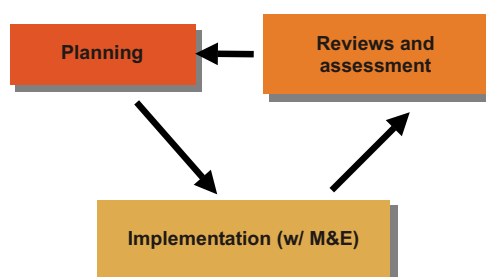 Planning
Reviews and
assessment
Implementation (w/ M&E)